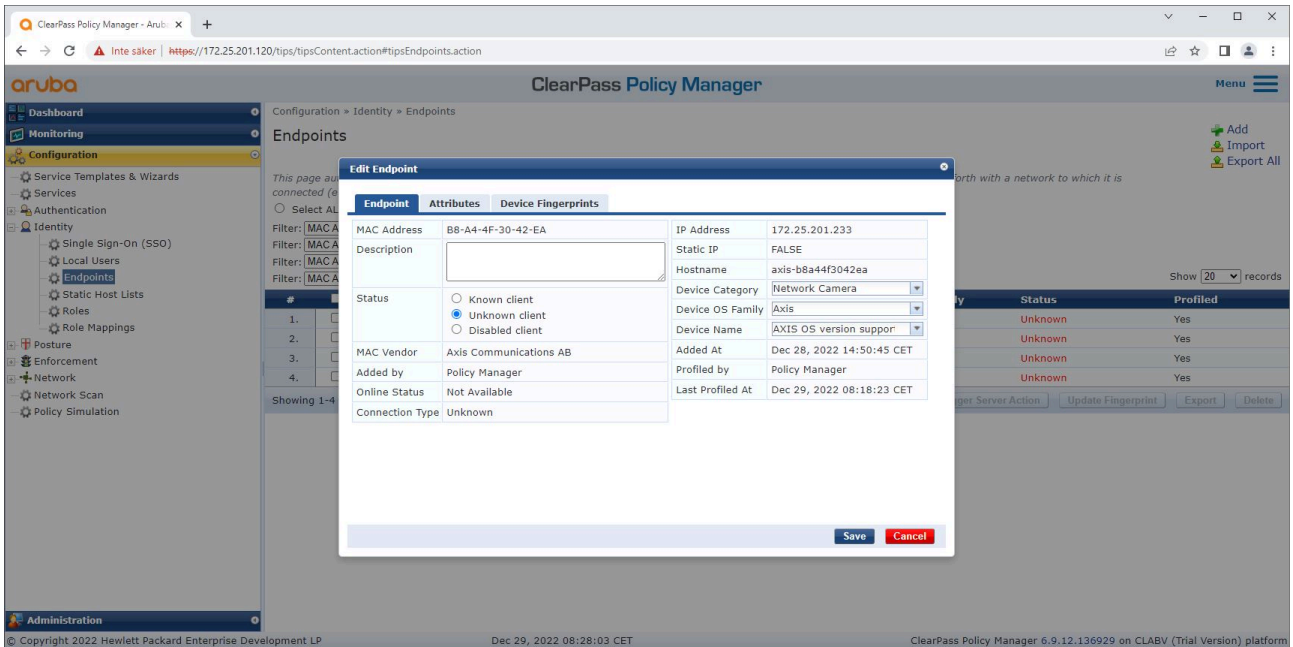 ClearPass Policy Manager - Arub
Inte säker | https://172.25.201.120/tips/tipsContent.action#tipsEndpoints.action
aruba
ClearPass Policy Manager
Menu
Dashboard
Monitoring
Configuration
Service Templates & Wizards
Services
Authentication
Identity
Single Sign-On (SSO)
Local Users
Endpoints
Static Host Lists
Roles
Role Mappings
Posture
Enforcement
Network
Network Scan
Policy Simulation
Administration
Configuration » Identity » Endpoints
Endpoints
Add
Import
Export All
This page au
orth with a network to which it is
connected (e
Select AL
Filter: MAC A
Filter: MAC A
Filter: MAC A
Filter: MAC A
Show 20 records
# ly Status Profiled
1. Unknown Yes
2. Unknown Yes
3. Unknown Yes
4. Unknown Yes
Showing 1-4
ger Server Action Update Fingerprint Export Delete
Edit Endpoint
Endpoint Attributes Device Fingerprints
MAC Address B8-A4-4F-30-42-EA
Description
Status
Known client
Unknown client
Disabled client
MAC Vendor Axis Communications AB
Added by Policy Manager
Online Status Not Available
Connection Type Unknown
IP Address 172.25.201.233
Static IP FALSE
Hostname axis-b8a44f3042ea
Device Category Network Camera
Device OS Family Axis
Device Name AXIS OS version suppor
Added At Dec 28, 2022 14:50:45 CET
Profiled by Policy Manager
Last Profiled At Dec 29, 2022 08:18:23 CET
Save Cancel
© Copyright 2022 Hewlett Packard Enterprise Development LP
Dec 29, 2022 08:28:03 CET
ClearPass Policy Manager 6.9.12.136929 on CLABV (Trial Version) platform